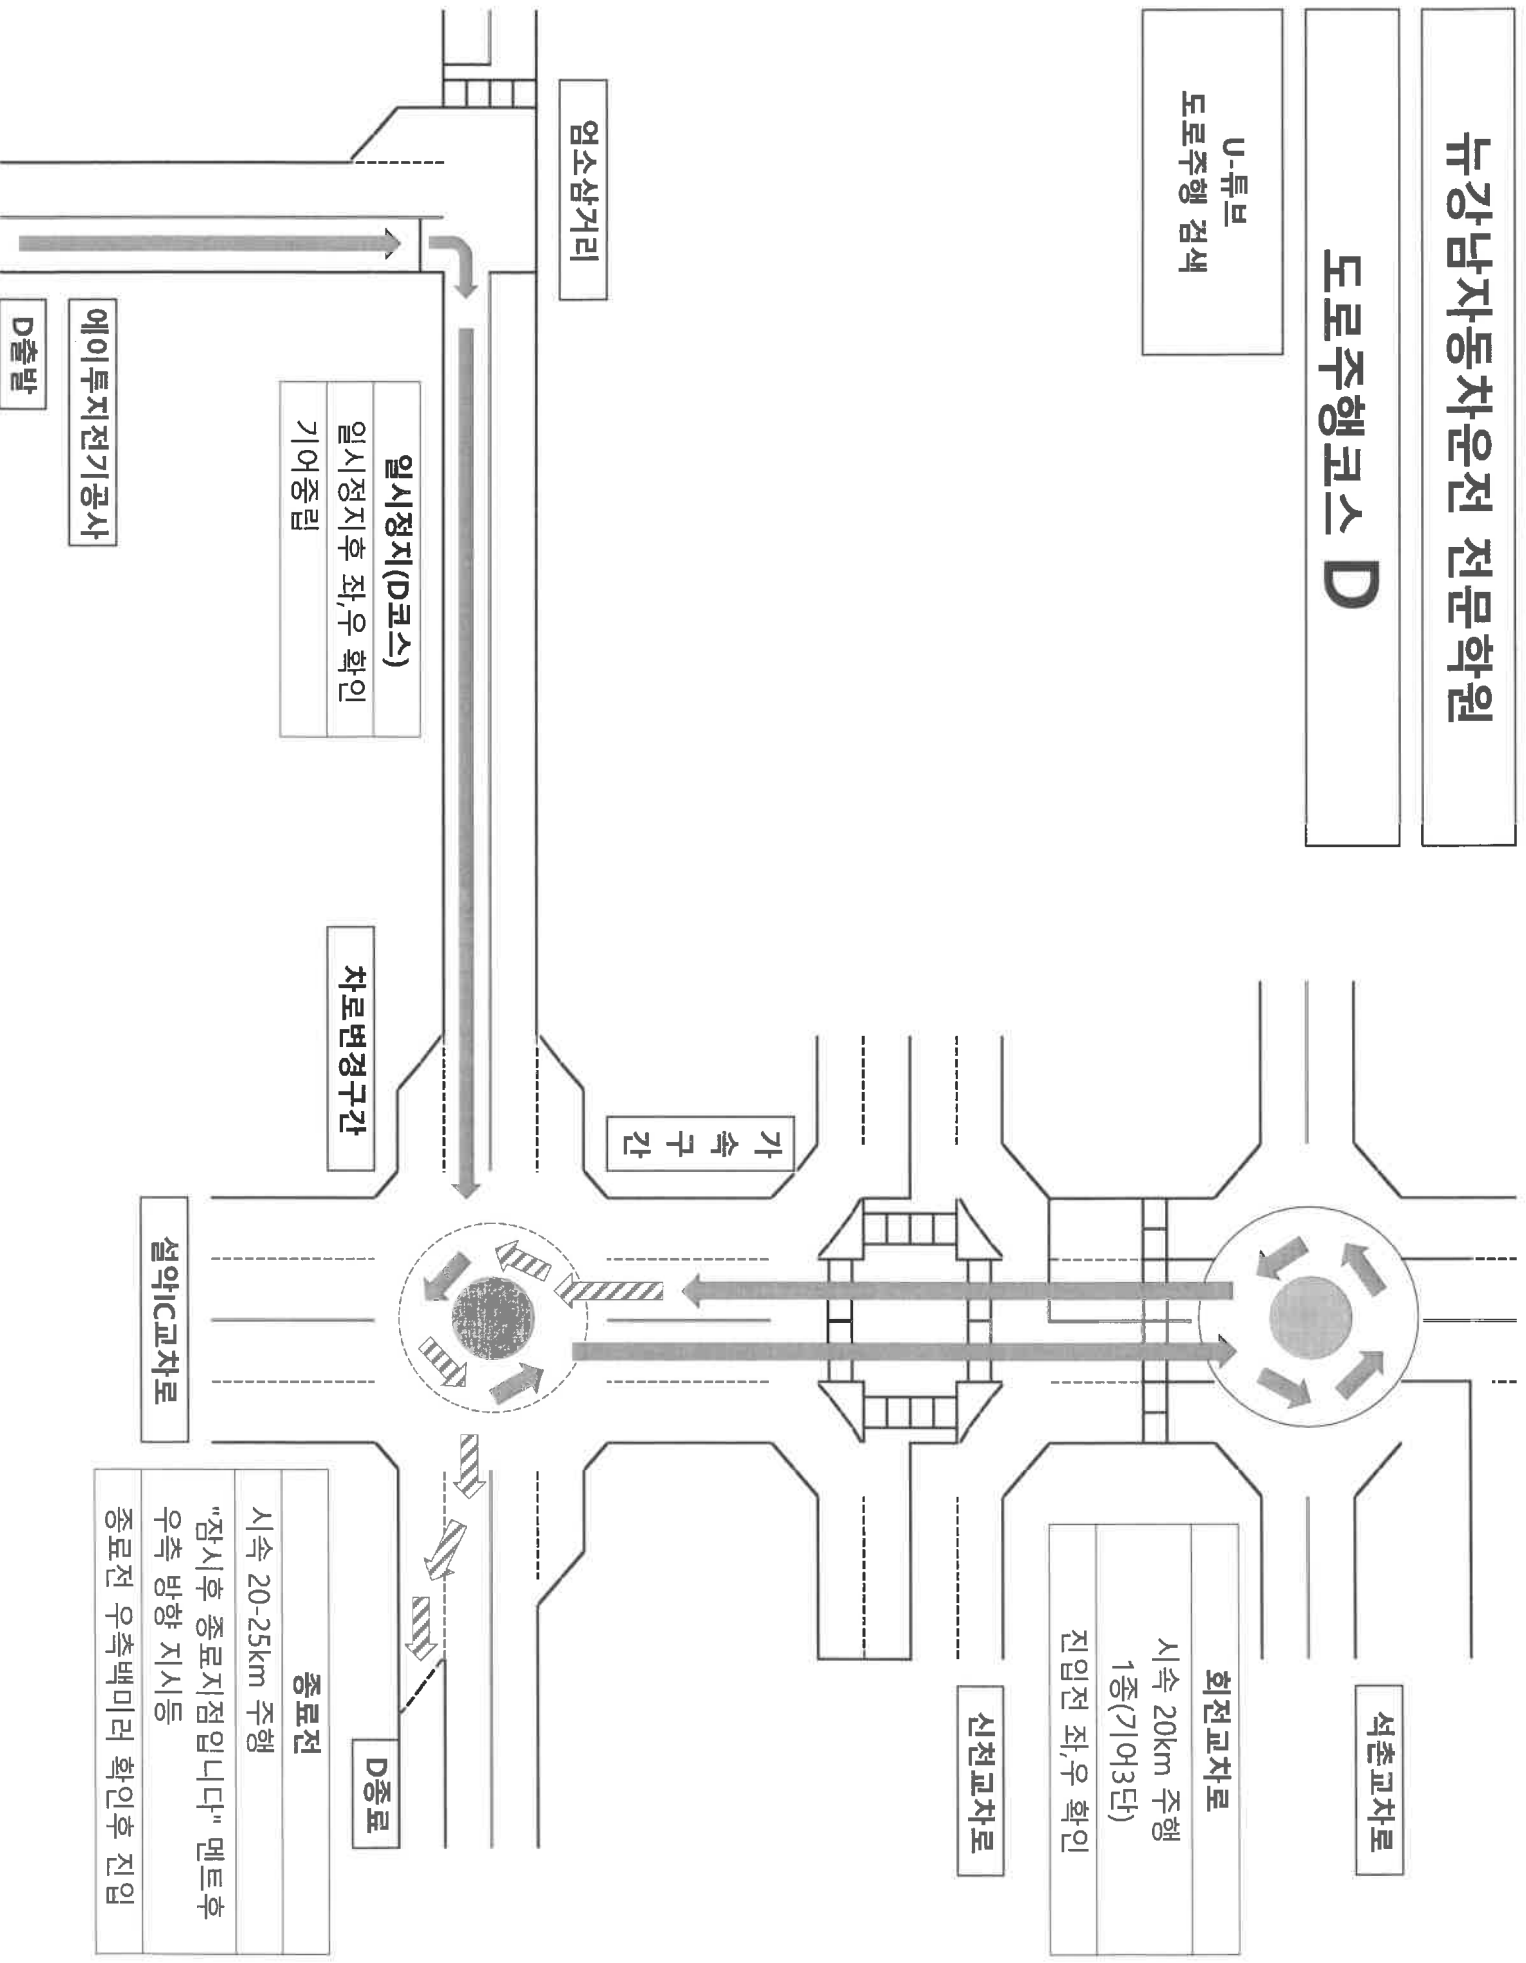 뉴강남자동차운전 전문학원
도로주행코스 D
U-튜브
도로주행 검색
석촌교차로
회전교차로
시속 20km 주행
1종(기어3단)
진입전 좌,우 확인
신천교차로
가 속 구
간
엄소삼거리
일시정지(D코스)
일시정지후 좌,우 확인
기어중립
차로변경구간
에이투지전기공사
D출발
설악IC교차로
D종료
종료전
시속 20-25km 주행
"잠시후 종료지점입니다" 멘트후
우측 방향 지시등
종료전 우측백미러 확인후 진입